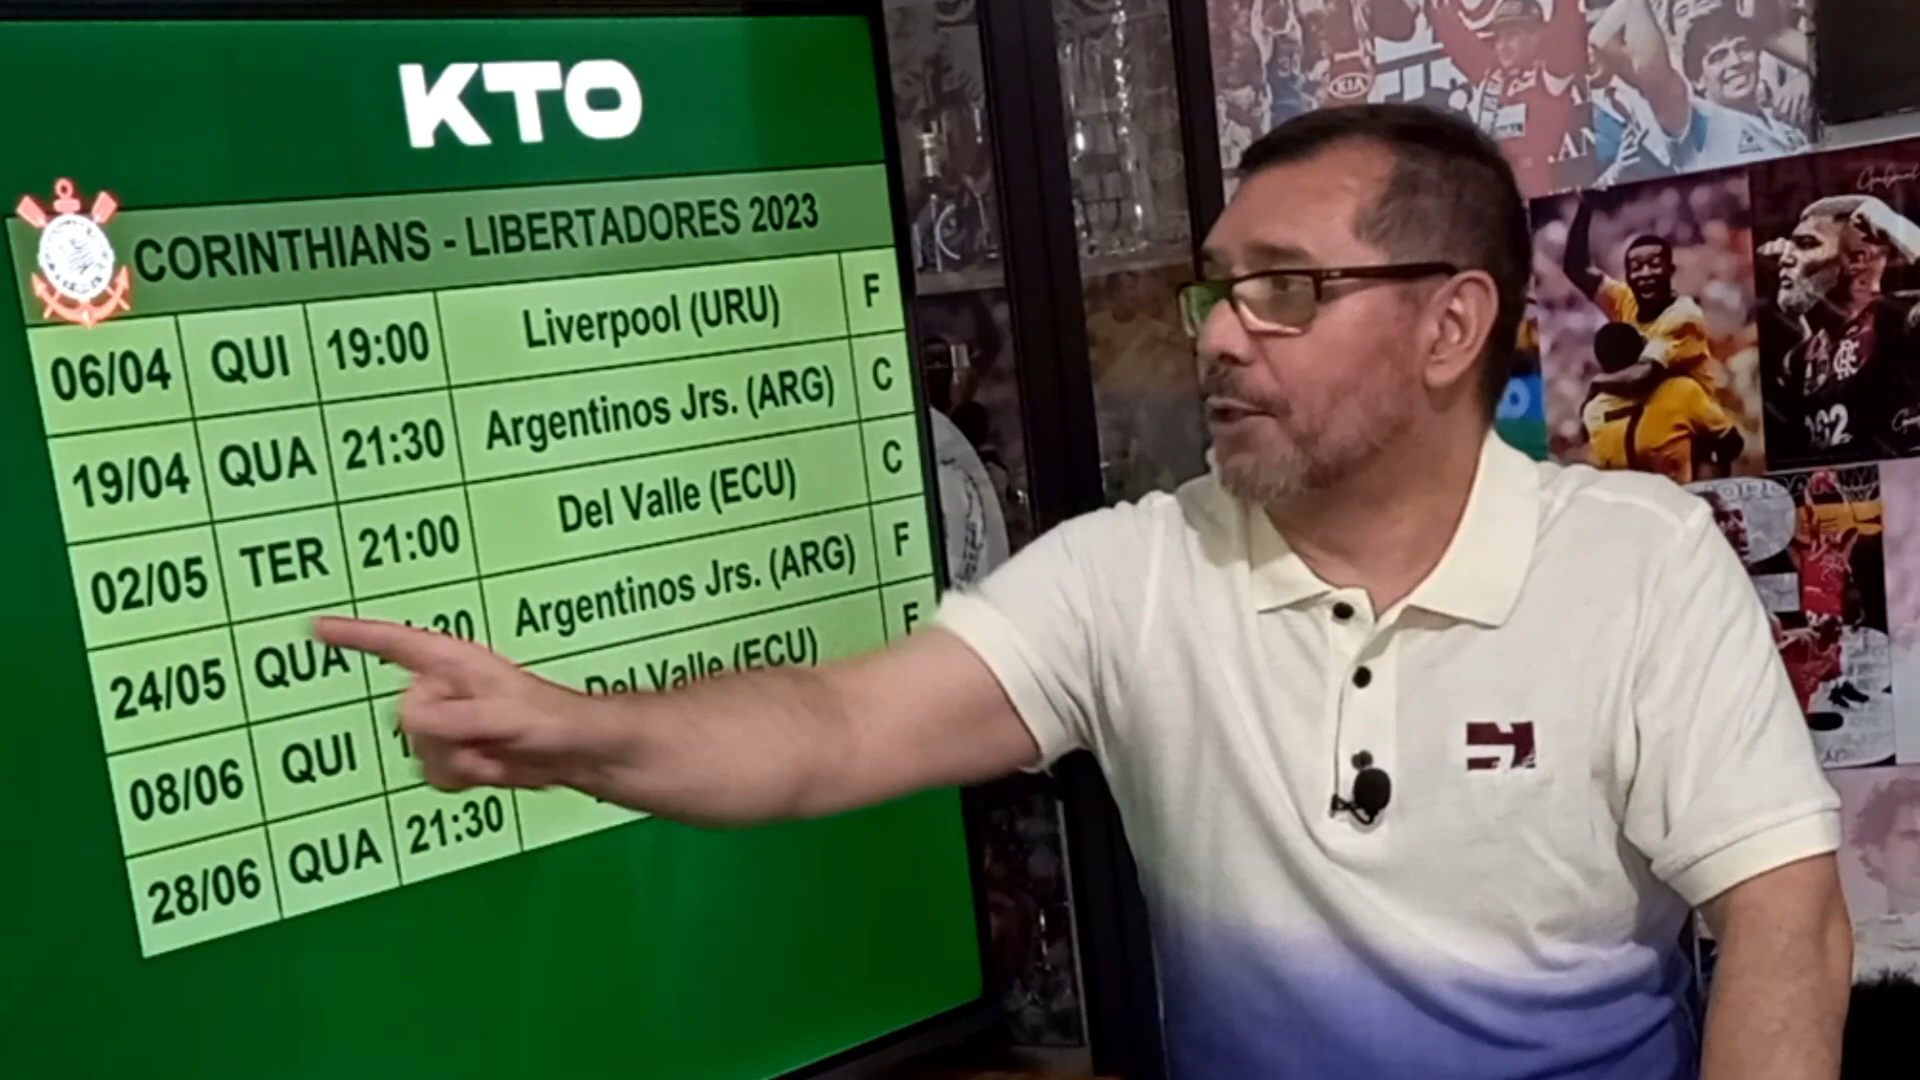 KTO
CORINTHIANS - LIBERTADORES 2023
06/04 QUI 19:00 Liverpool (URU) F
19/04 QUA 21:30 Argentinos Jrs. (ARG) C
02/05 TER 21:00 Del Valle (ECU) C
24/05 QUA Argentinos Jrs. (ARG) F
08/06 QUI Del Valle (ECU) F
28/06 QUA 21:30
KIA